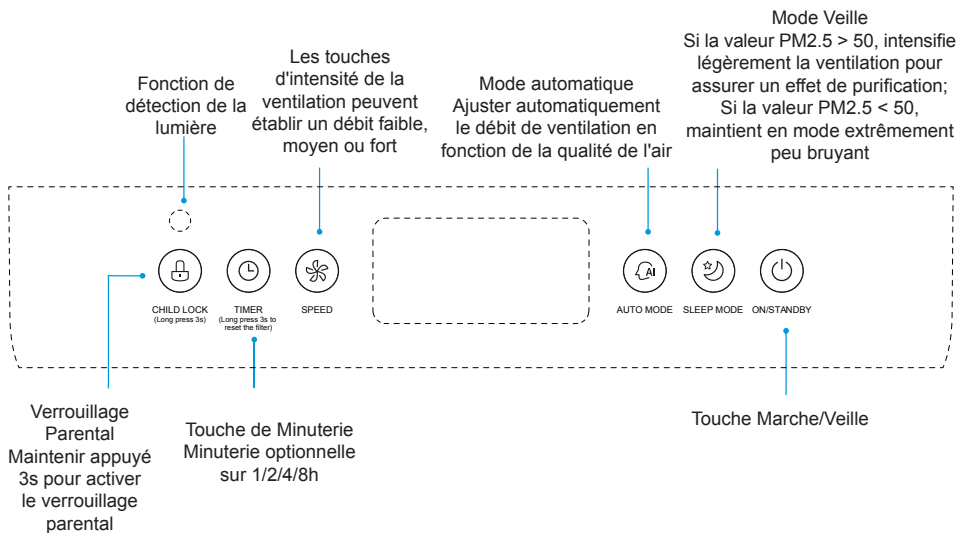 Fonction de
détection de la
lumière
Les touches
d'intensité de la
ventilation peuvent
établir un débit faible,
moyen ou fort
Mode automatique
Ajuster automatiquement
le débit de ventilation en
fonction de la qualité de l'air
Mode Veille
Si la valeur PM2.5 > 50, intensifie
légèrement la ventilation pour
assurer un effet de purification;
Si la valeur PM2.5 < 50,
maintient en mode extrêmement
peu bruyant
AI
CHILD LOCK
(Long press 3s)
TIMER
(Long press 3s to
reset the filter)
SPEED
AUTO MODE
SLEEP MODE
ON/STANDBY
Verrouillage
Parental
Maintenir appuyé
3s pour activer
le verrouillage
parental
Touche de Minuterie
Minuterie optionnelle
sur 1/2/4/8h
Touche Marche/Veille